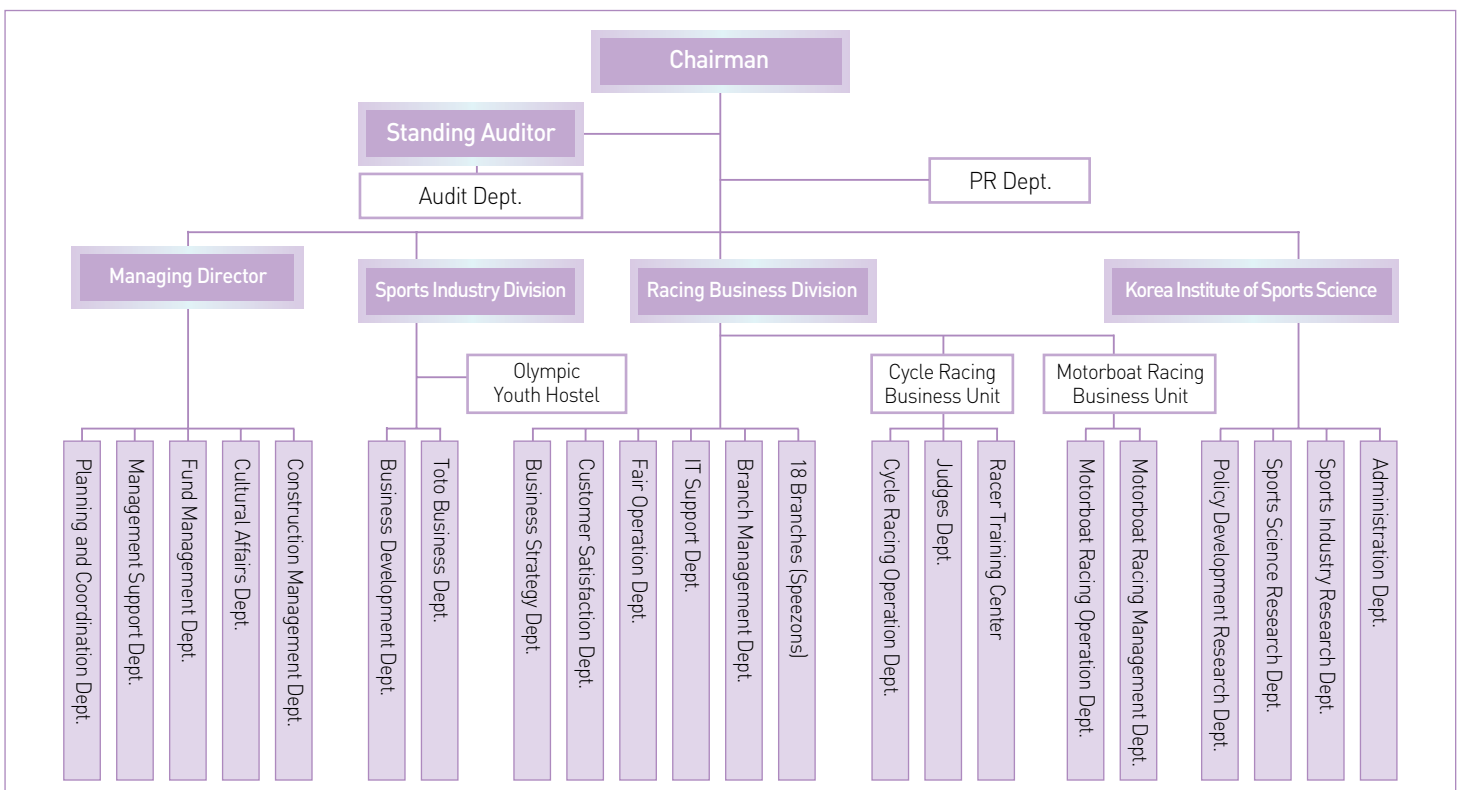 Chairman
Standing Auditor
Audit Dept.
PR Dept.
Managing Director
Sports Industry Division
Racing Business Division
Korea Institute of Sports Science
Olympic
Youth Hostel
Cycle Racing
Business Unit
Motorboat Racing
Business Unit
Planning and Coordination Dept.
Management Support Dept.
Fund Management Dept.
Cultural Affairs Dept.
Construction Management Dept.
Business Development Dept.
Toto Business Dept.
Business Strategy Dept.
Customer Satisfaction Dept.
Fair Operation Dept.
IT Support Dept.
Branch Management Dept.
18 Branches (Speezons)
Cycle Racing Operation Dept.
Judges Dept.
Racer Training Center
Motorboat Racing Operation Dept.
Motorboat Racing Management Dept.
Policy Development Research Dept.
Sports Science Research Dept.
Sports Industry Research Dept.
Administration Dept.